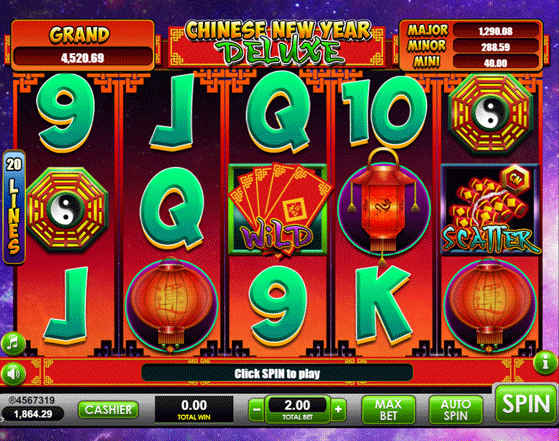 GRAND
4,520.69
CHINESE NEW YEAR
DELUXE
MAJOR 1,290.08
MINOR 288.59
MINI 40.00
9 J Q 10
20
LINES
Q WILD SCATTER
J 9 K
Click SPIN to play
®4567319
1,864.29
CASHIER
0.00
TOTAL WIN
- 2.00 +
TOTAL BET
MAX
BET
AUTO
SPIN
SPIN
i